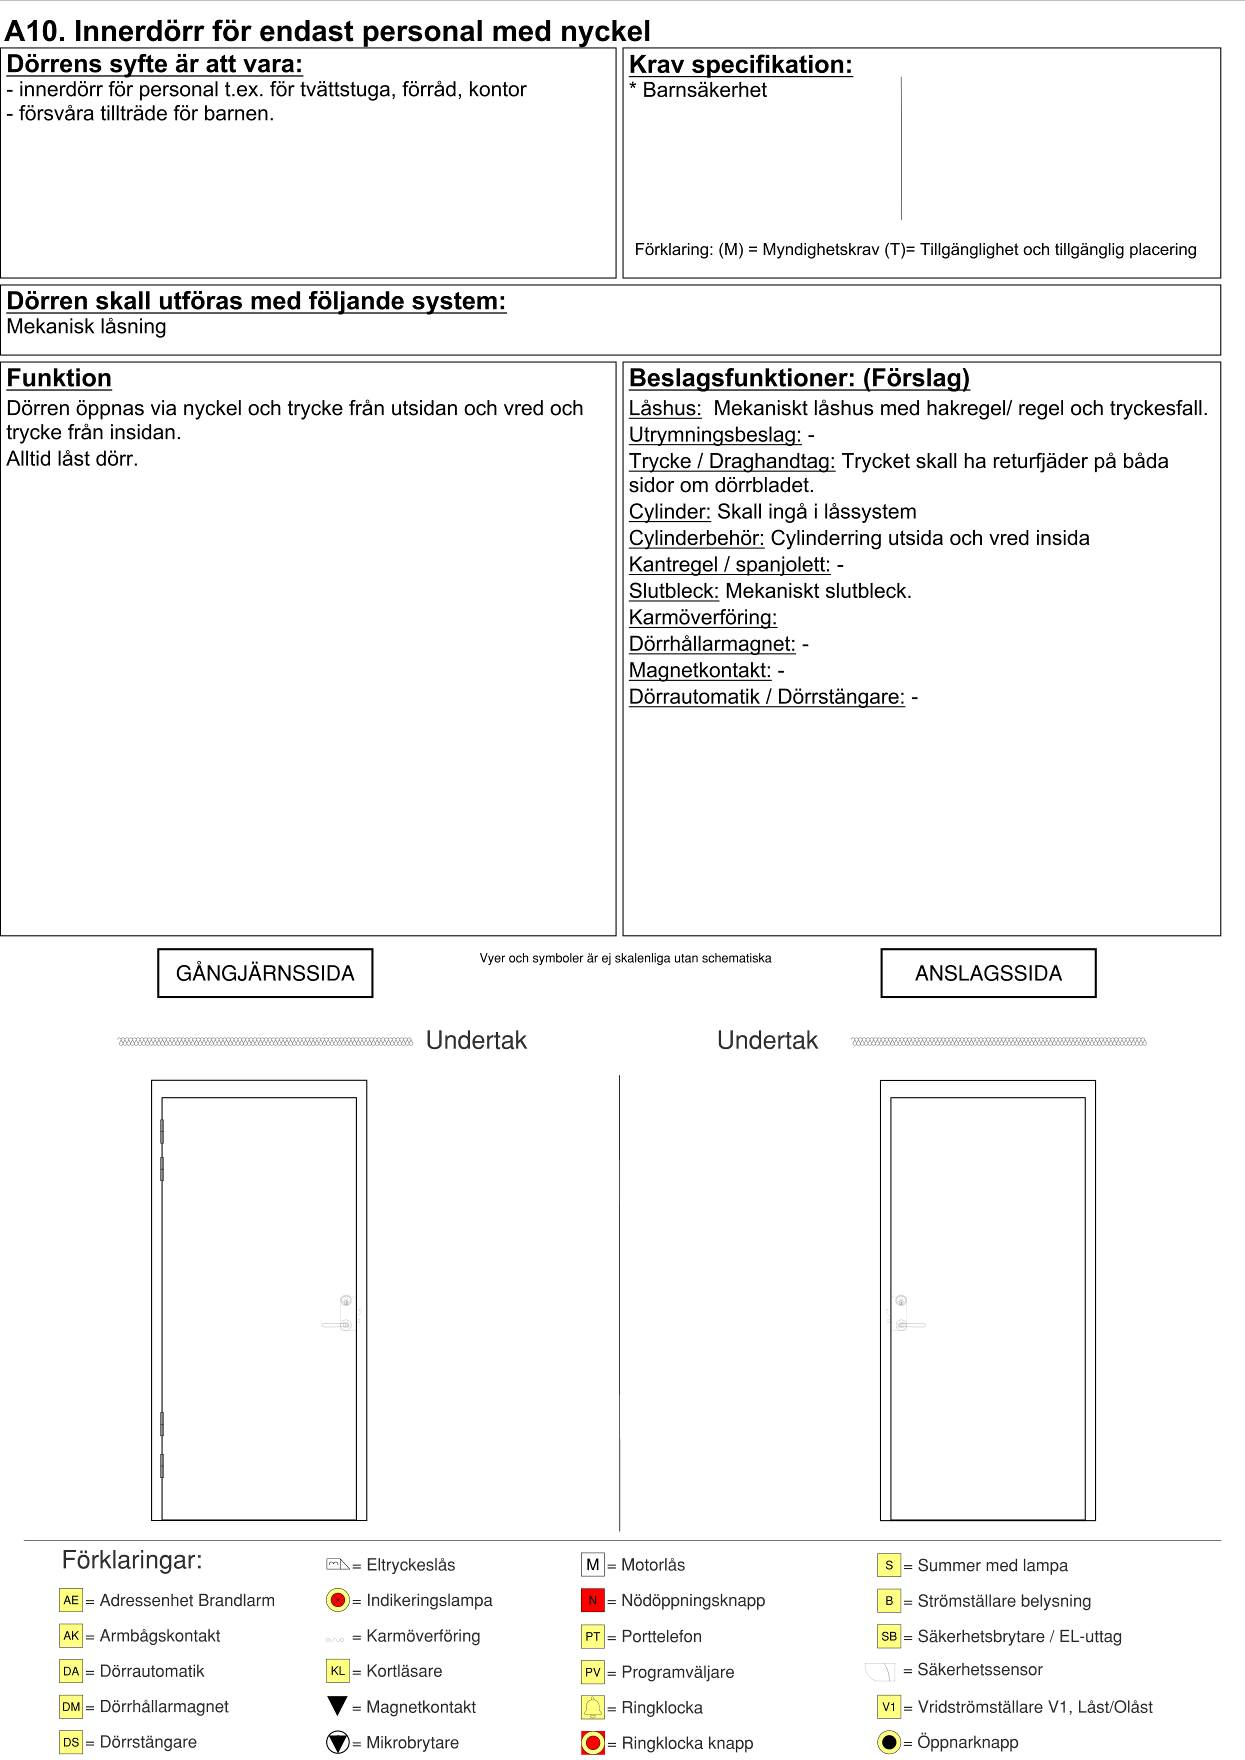 A10. Innerdörr för endast personal med nyckel
Dörrens syfte är att vara:
- innerdörr för personal t.ex. för tvättstuga, förråd, kontor
- försvåra tillträde för barnen.
Krav specifikation:
* Barnsäkerhet
Förklaring: (M) = Myndighetskrav (T)= Tillgänglighet och tillgänglig placering
Dörren skall utföras med följande system:
Mekanisk låsning
Funktion
Dörren öppnas via nyckel och trycke från utsidan och vred och
trycke från insidan.
Alltid låst dörr.
Beslagsfunktioner: (Förslag)
Låshus: Mekaniskt låshus med hakregel/ regel och tryckesfall.
Utrymningsbeslag: -
Trycke / Draghandtag: Trycket skall ha returfjäder på båda
sidor om dörrbladet.
Cylinder: Skall ingå i låssystem
Cylinderbehör: Cylinderring utsida och vred insida
Kantregel / spanjolett: -
Slutbleck: Mekaniskt slutbleck.
Karmöverföring:
Dörrhållarmagnet: -
Magnetkontakt: -
Dörrautomatik / Dörrstängare: -
GÅNGJÄRNSSIDA
Vyer och symboler är ej skalenliga utan schematiska
ANSLAGSSIDA
Undertak
Undertak
Förklaringar:
AE = Adressenhet Brandlarm
AK = Armbågskontakt
DA = Dörrautomatik
DM = Dörrhållarmagnet
DS = Dörrstängare
= Eltryckeslås
= Indikeringslampa
= Karmöverföring
KL = Kortläsare
= Magnetkontakt
= Mikrobrytare
M = Motorlås
N = Nödöppningsknapp
PT = Porttelefon
PV = Programväljare
= Ringklocka
= Ringklocka knapp
S = Summer med lampa
B = Strömställare belysning
SB = Säkerhetsbrytare / EL-uttag
= Säkerhetssensor
V1 = Vridströmställare V1, Låst/Olåst
= Öppnarknapp